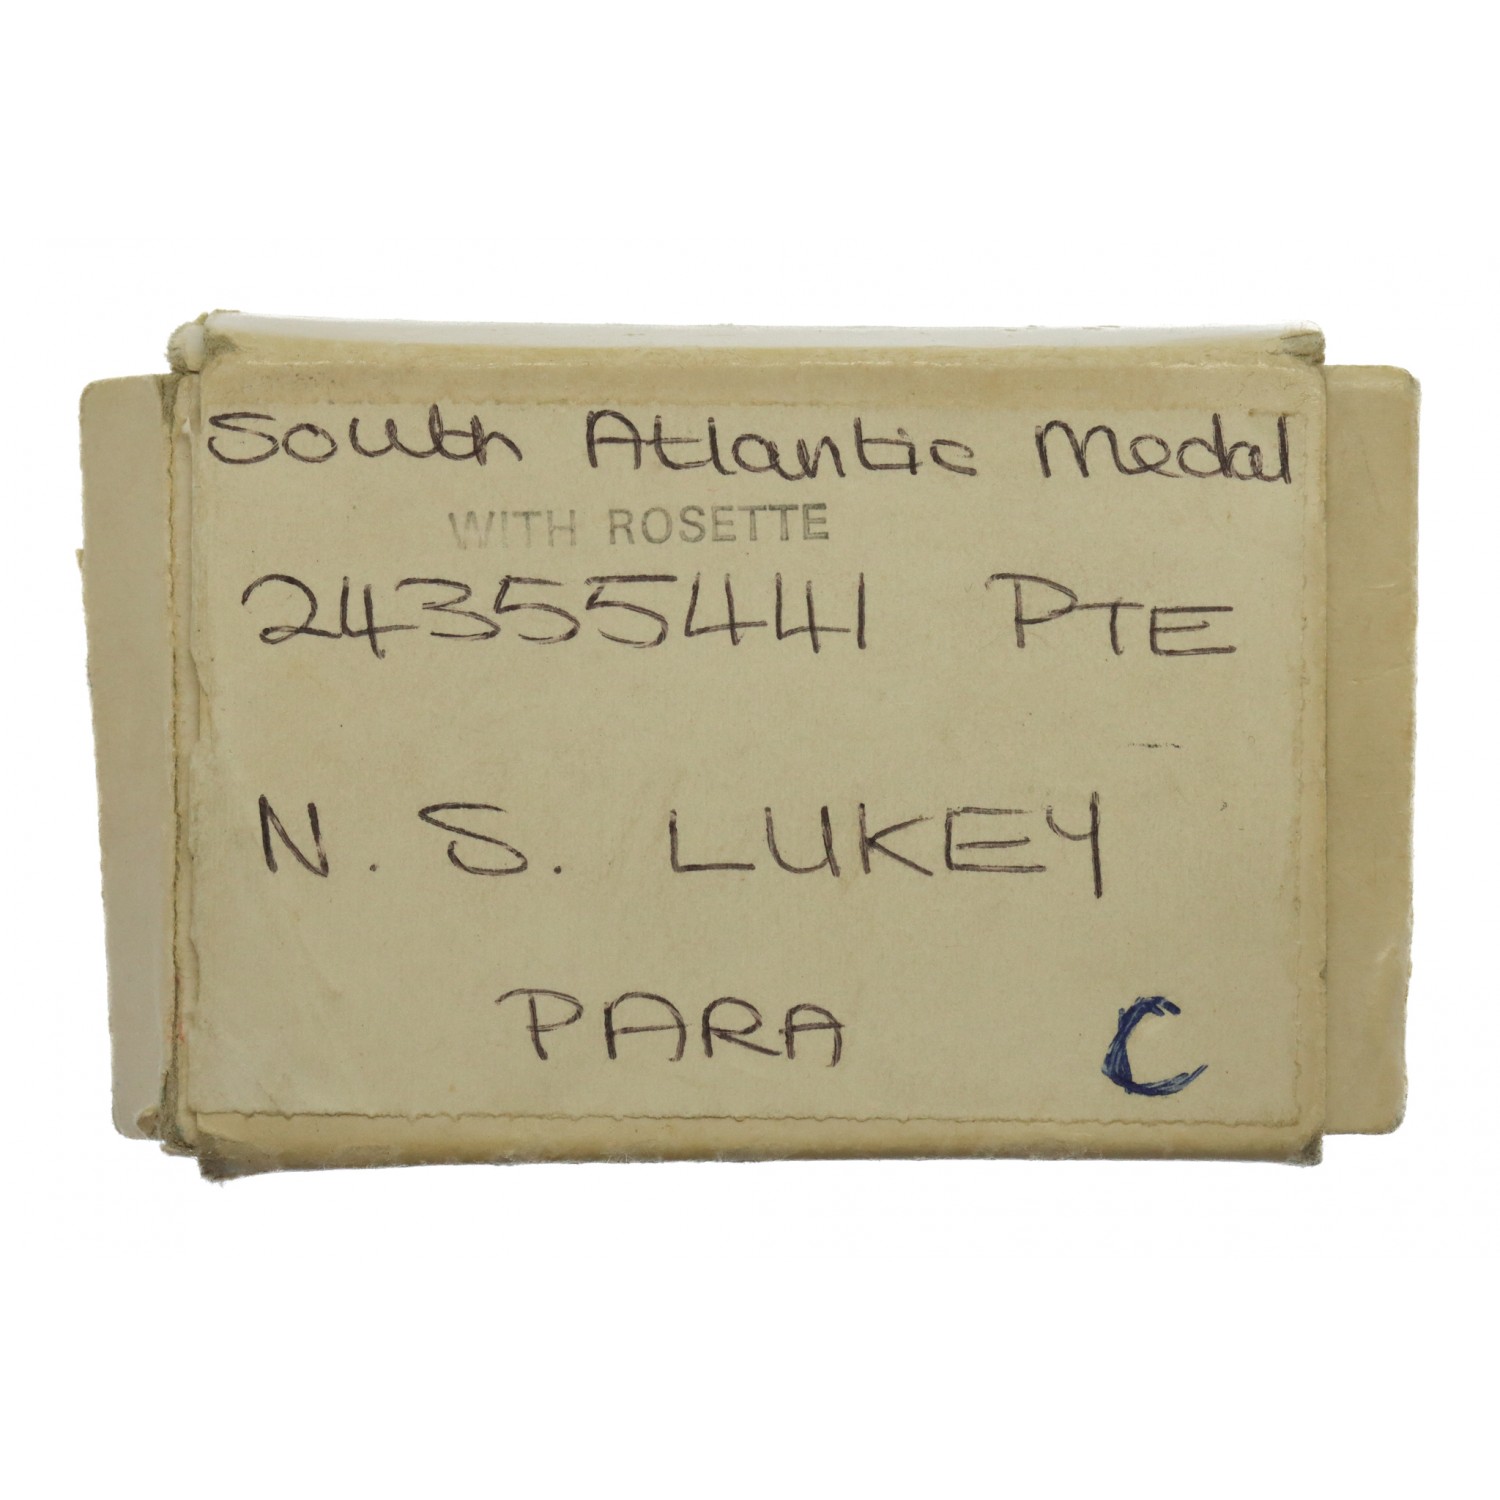 South Atlantic Medal
WITH ROSETTE
24355441 PTE
N. S. LUKEY
PARA C